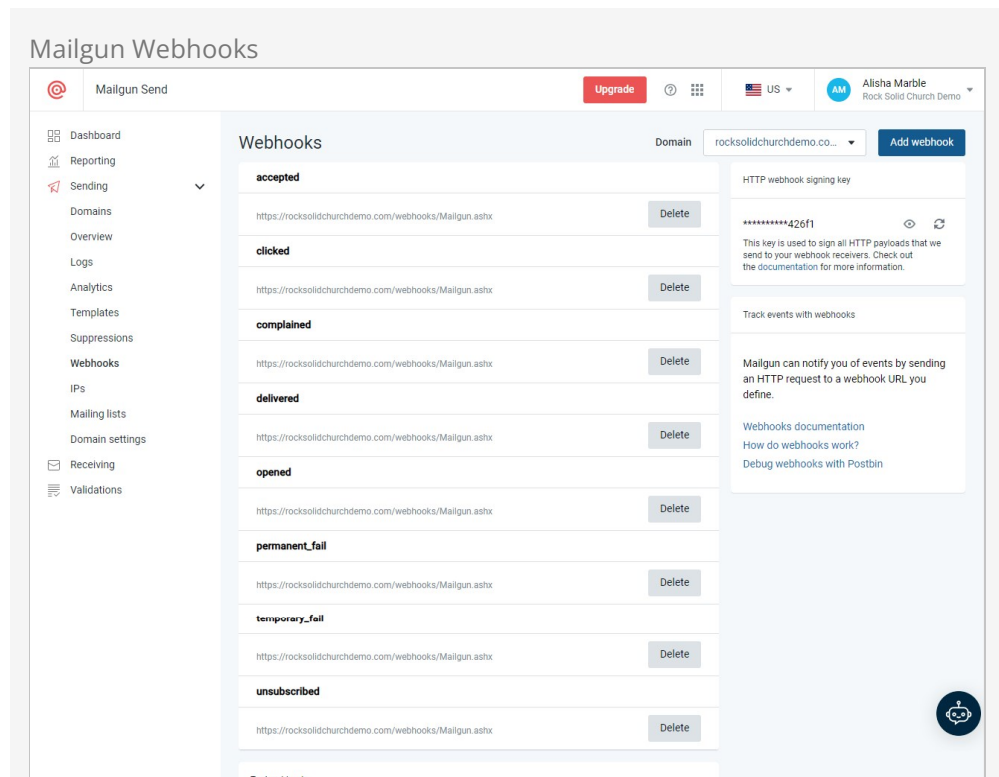 Mailgun Webhooks
Mailgun Send
Upgrade
US
AM
Alisha Marble
Rock Solid Church Demo
Dashboard
Reporting
Sending
Domains
Overview
Logs
Analytics
Templates
Suppressions
Webhooks
IPs
Mailing lists
Domain settings
Receiving
Validations
Webhooks
Domain
rocksolidchurchdemo.co...
Add webhook
accepted
https://rocksolidchurchdemo.com/webhooks/Mailgun.ashx
Delete
clicked
https://rocksolidchurchdemo.com/webhooks/Mailgun.ashx
Delete
complained
https://rocksolidchurchdemo.com/webhooks/Mailgun.ashx
Delete
delivered
https://rocksolidchurchdemo.com/webhooks/Mailgun.ashx
Delete
opened
https://rocksolidchurchdemo.com/webhooks/Mailgun.ashx
Delete
permanent_fail
https://rocksolidchurchdemo.com/webhooks/Mailgun.ashx
Delete
temporary_fail
https://rocksolidchurchdemo.com/webhooks/Mailgun.ashx
Delete
unsubscribed
https://rocksolidchurchdemo.com/webhooks/Mailgun.ashx
Delete
HTTP webhook signing key
**********426f1
This key is used to sign all HTTP payloads that we
send to your webhook receivers. Check out
the documentation for more information.
Track events with webhooks
Mailgun can notify you of events by sending
an HTTP request to a webhook URL you
define.
Webhooks documentation
How do webhooks work?
Debug webhooks with Postbin